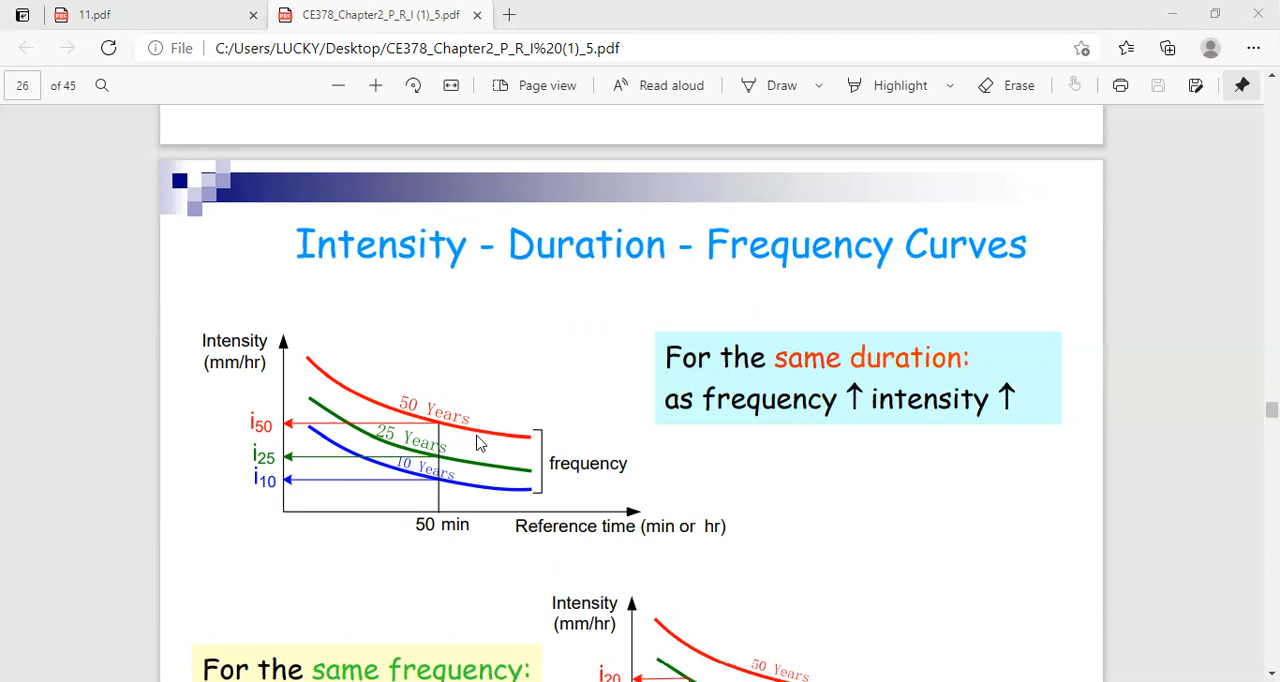 11.pdf
CE378_Chapter2_P_R_I (1)_5.pdf
File
C:/Users/LUCKY/Desktop/CE378_Chapter2_P_R_I%20(1)_5.pdf
26 of 45
Page view
Read aloud
Draw
Highlight
Erase
Intensity - Duration - Frequency Curves
Intensity
(mm/hr)
i50
i25
i10
50 Years
25 Years
10 Years
frequency
50 min
Reference time (min or hr)
For the same duration:
as frequency ↑ intensity ↑
Intensity
(mm/hr)
50 Years
i20
For the same frequency: